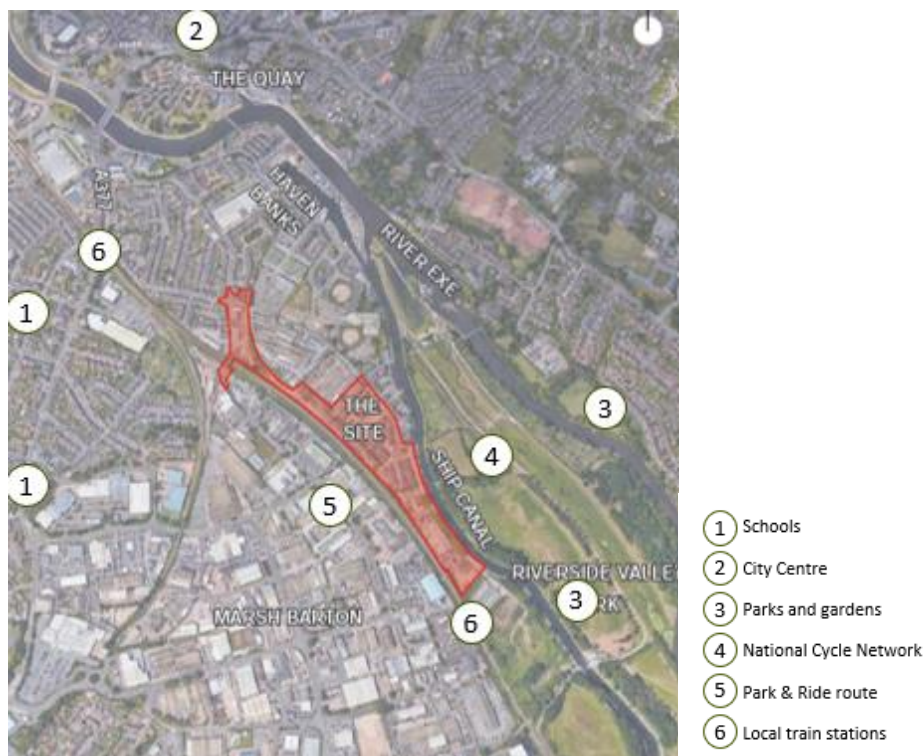 2
THE QUAY
A377
HAVEN
BANKS
RIVER EXE
6
1
THE
SITE
3
4
SHIP CANAL
1
5
RIVERSIDE VALLEY
3
RK
MARSH BARTON
6
1 Schools
2 City Centre
3 Parks and gardens
4 National Cycle Network
5 Park & Ride route
6 Local train stations